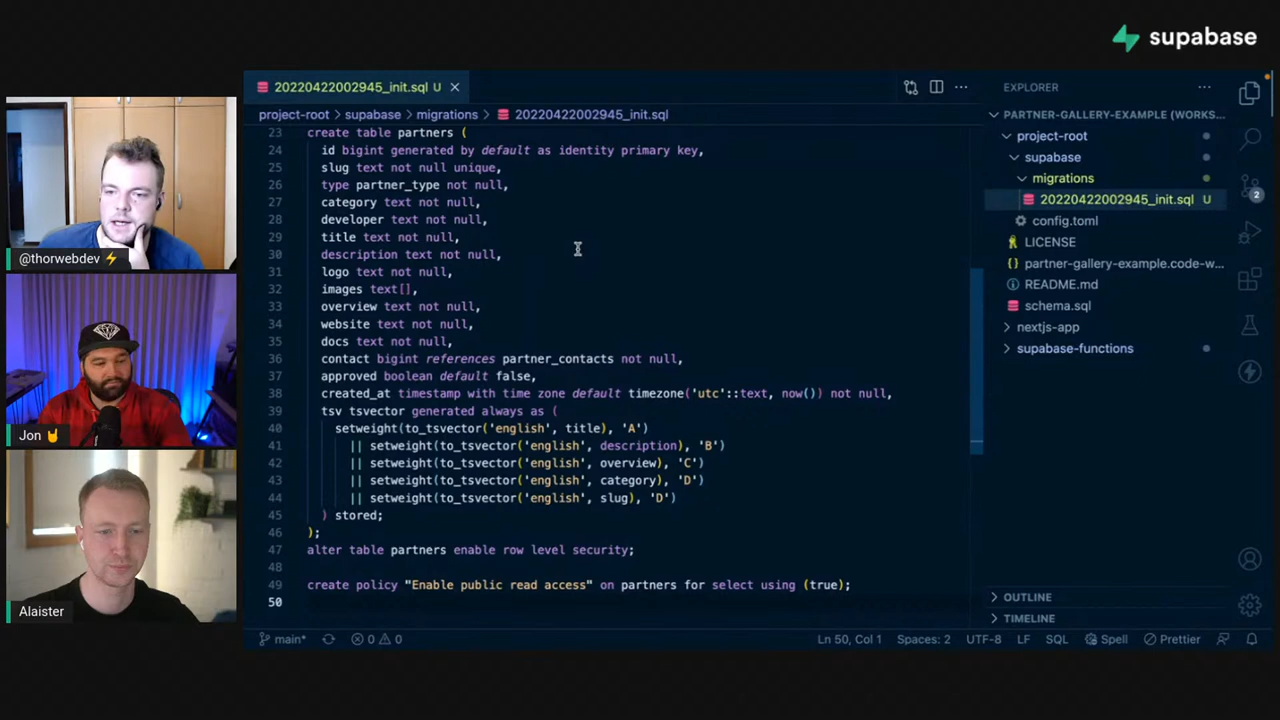 supabase
20220422002945_init.sql U
project-root > supabase > migrations > 20220422002945_init.sql
23 create table partners (
24 id bigint generated by default as identity primary key,
25 slug text not null unique,
26 type partner_type not null,
27 category text not null,
28 developer text not null,
29 title text not null,
30 description text not null,
31 logo text not null,
32 images text[],
33 overview text not null,
34 website text not null,
35 docs text not null,
36 contact bigint references partner_contacts not null,
37 approved boolean default false,
38 created_at timestamp with time zone default timezone('utc'::text, now()) not null,
39 tsv tsvector generated always as (
40 setweight(to_tsvector('english', title), 'A')
41 || setweight(to_tsvector('english', description), 'B')
42 || setweight(to_tsvector('english', overview), 'C')
43 || setweight(to_tsvector('english', category), 'D')
44 || setweight(to_tsvector('english', slug), 'D')
45 ) stored;
46 );
47 alter table partners enable row level security;
48
49 create policy "Enable public read access" on partners for select using (true);
50
EXPLORER
PARTNER-GALLERY-EXAMPLE (WORKS...
project-root
supabase
migrations
20220422002945_init.sql U
config.toml
LICENSE
partner-gallery-example.code-w...
README.md
schema.sql
nextjs-app
supabase-functions
OUTLINE
TIMELINE
2
@thorwebdev ⚡
Jon 🤘
Alaister
main* 0 0 Ln 50, Col 1 Spaces: 2 UTF-8 LF SQL Spell Prettier